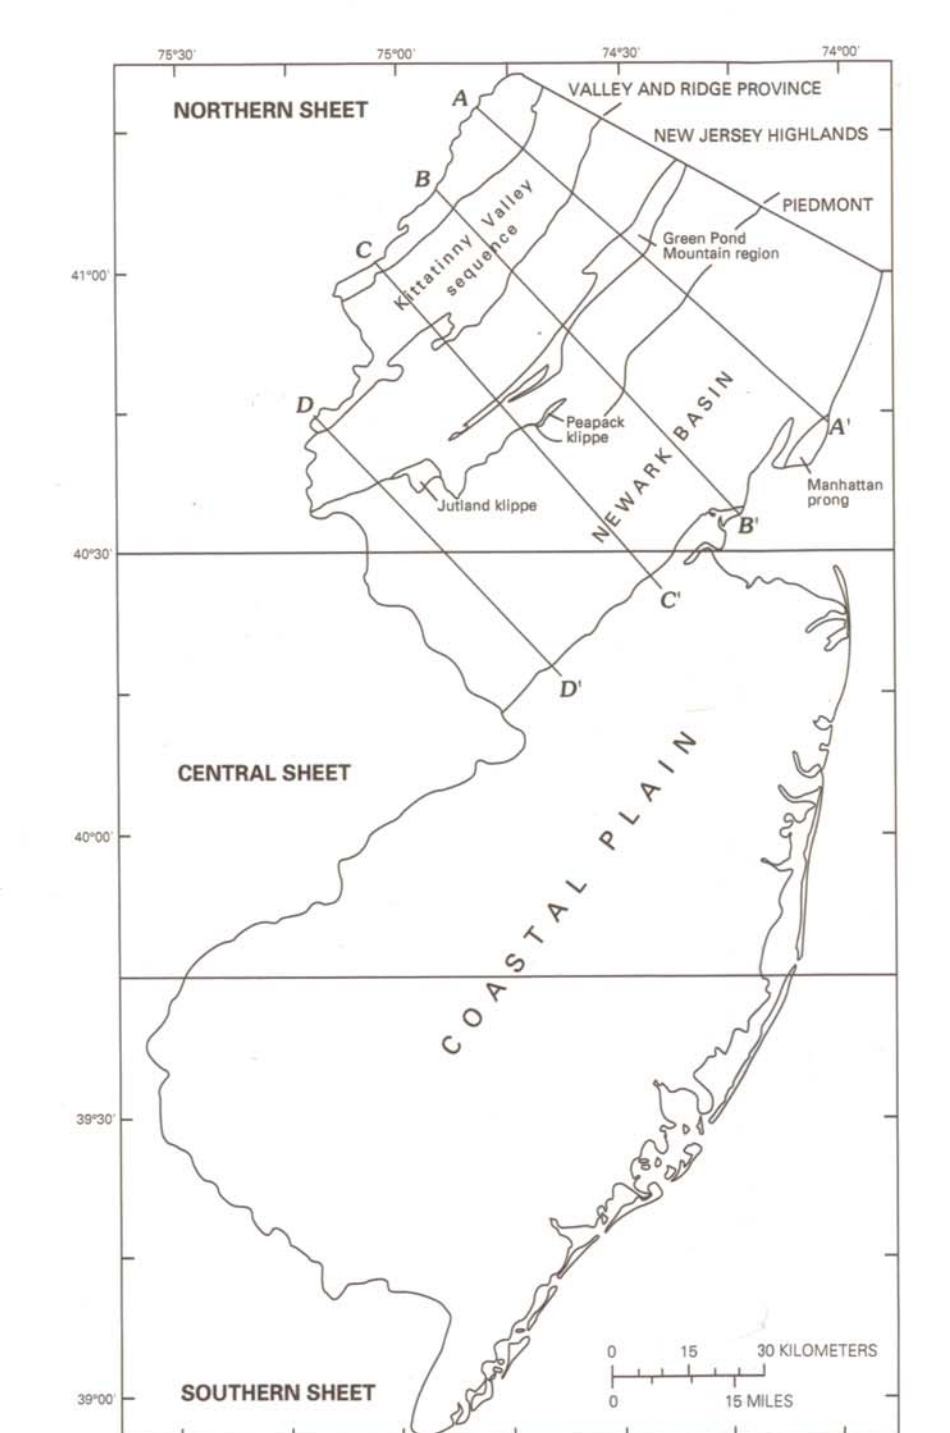 75°30'
75°00'
74°30'
74°00'
NORTHERN SHEET
A
VALLEY AND RIDGE PROVINCE
NEW JERSEY HIGHLANDS
B
PIEDMONT
Green Pond
Mountain region
C
Kittatinny Valley
sequence
41°00'
NEWARK BASIN
D
Peapack
klippe
A'
Manhattan
prong
Jutland klippe
B'
40°30'
C'
D'
COASTAL PLAIN
CENTRAL SHEET
40°00'
39°30'
0 15 30 KILOMETERS
0 15 MILES
SOUTHERN SHEET
39°00'